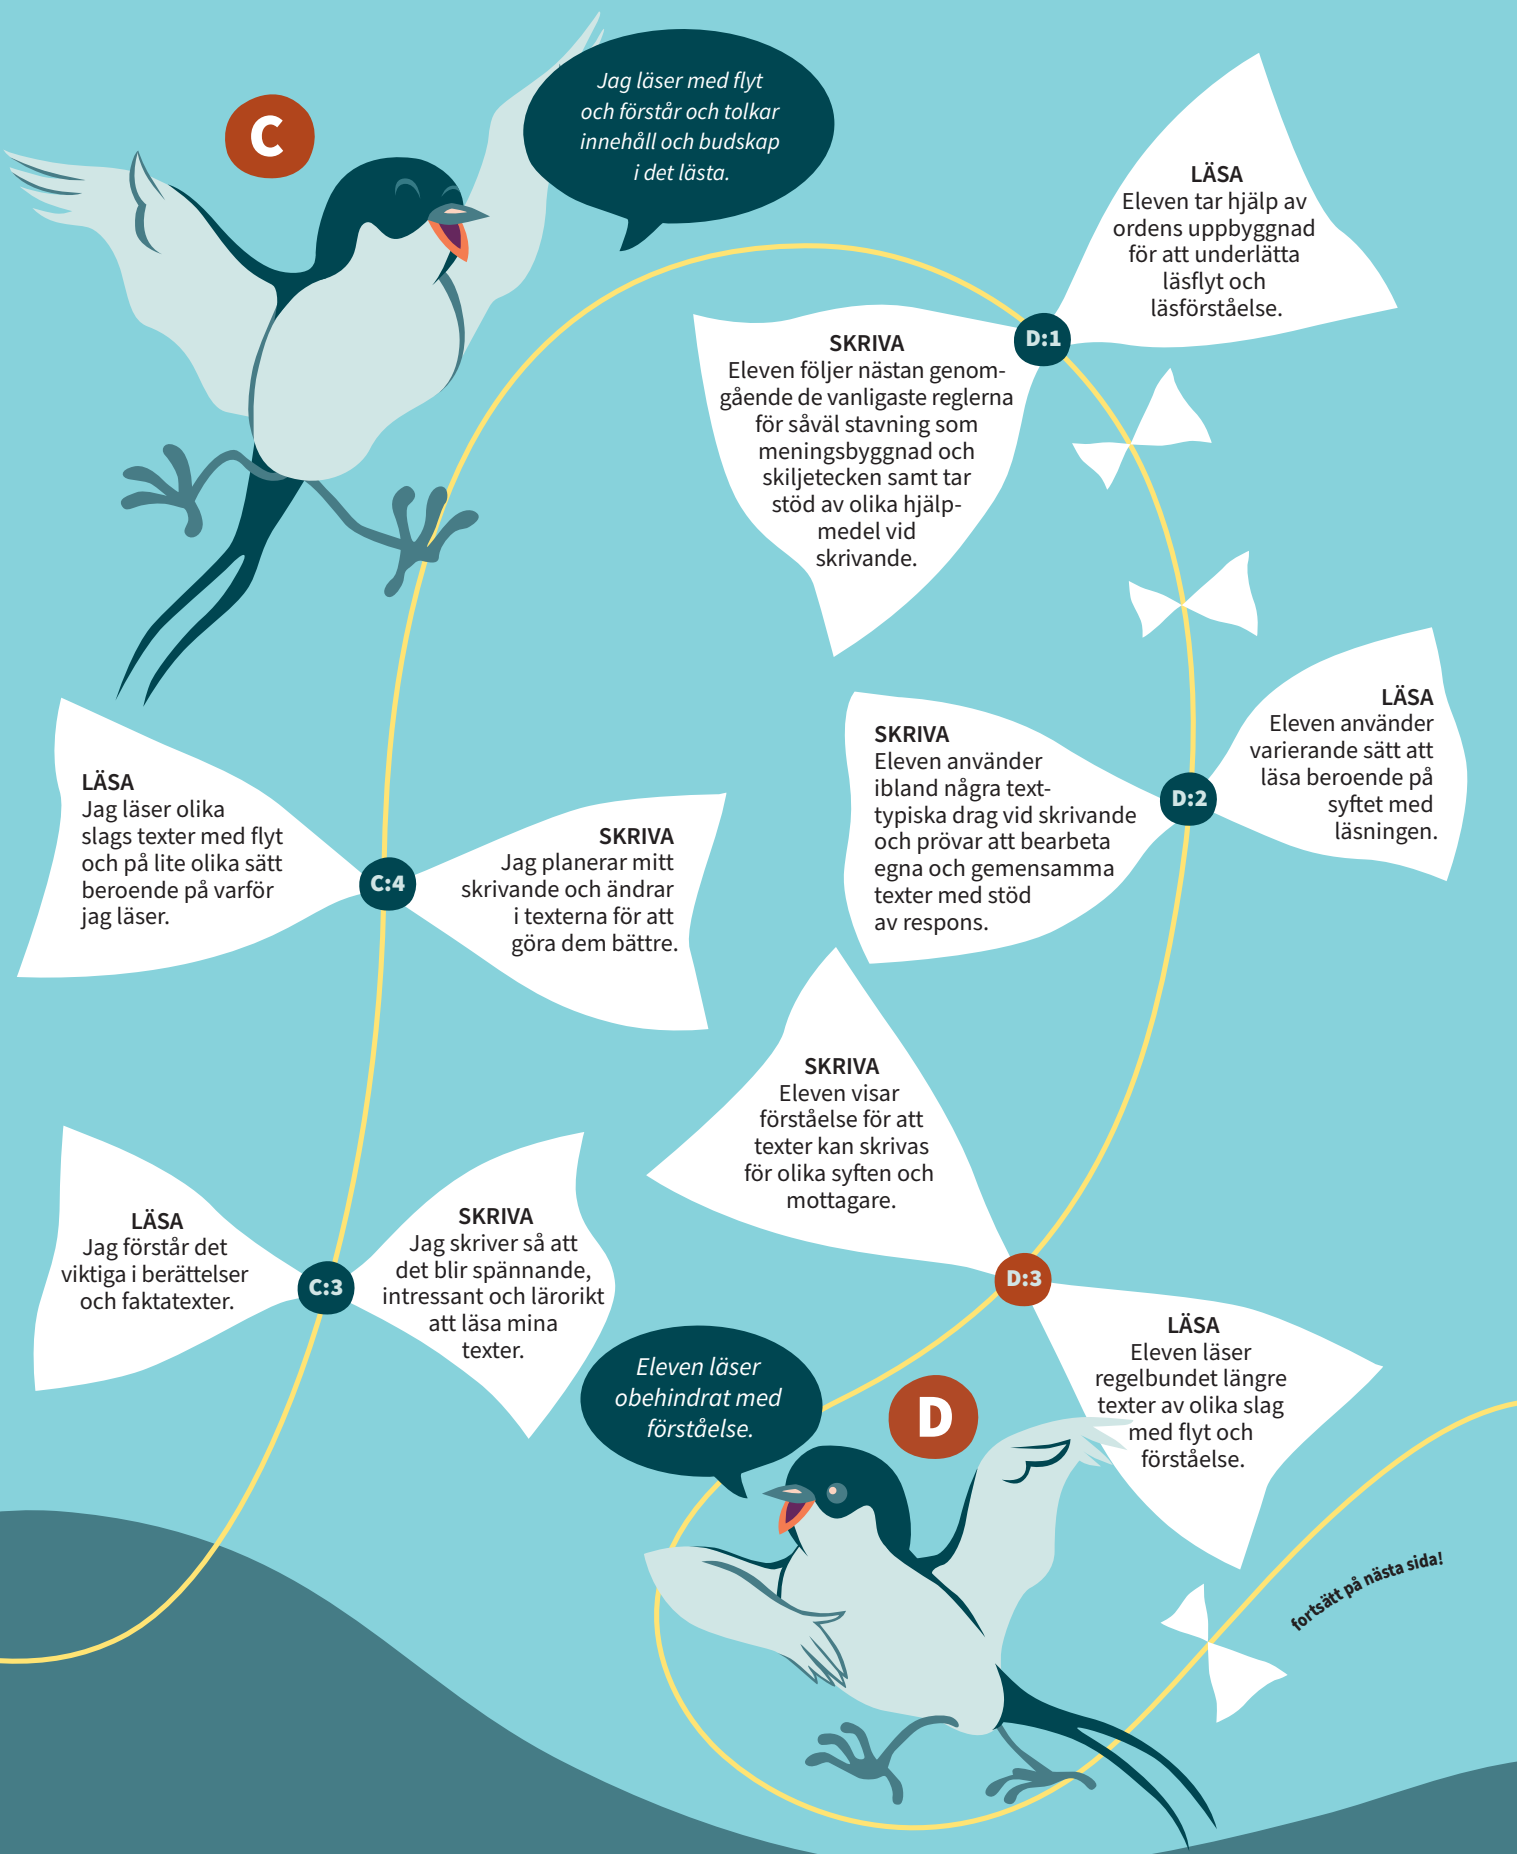 C
Jag läser med flyt
och förstår och tolkar
innehåll och budskap
i det lästa.
LÄSA
Jag förstår det
viktiga i berättelser
och faktatexter.
C:3
SKRIVA
Jag skriver så att
det blir spännande,
intressant och lärorikt
att läsa mina
texter.
LÄSA
Jag läser olika
slags texter med flyt
och på lite olika sätt
beroende på varför
jag läser.
C:4
SKRIVA
Jag planerar mitt
skrivande och ändrar
i texterna för att
göra dem bättre.
SKRIVA
Eleven följer nästan genom-
gående de vanligaste reglerna
för såväl stavning som
meningsbyggnad och
skiljetecken samt tar
stöd av olika hjälp-
medel vid
skrivande.
D:1
LÄSA
Eleven tar hjälp av
ordens uppbyggnad
för att underlätta
läsflyt och
läsförståelse.
SKRIVA
Eleven använder
ibland några text-
typiska drag vid skrivande
och prövar att bearbeta
egna och gemensamma
texter med stöd
av respons.
D:2
LÄSA
Eleven använder
varierande sätt att
läsa beroende på
syftet med
läsningen.
SKRIVA
Eleven visar
förståelse för att
texter kan skrivas
för olika syften och
mottagare.
D:3
LÄSA
Eleven läser
regelbundet längre
texter av olika slag
med flyt och
förståelse.
Eleven läser
obehindrat med
förståelse.
D
fortsätt på nästa sida!